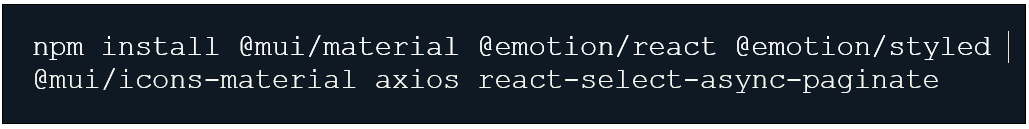 npm install @mui/material @emotion/react @emotion/styled
@mui/icons-material axios react-select-async-paginate